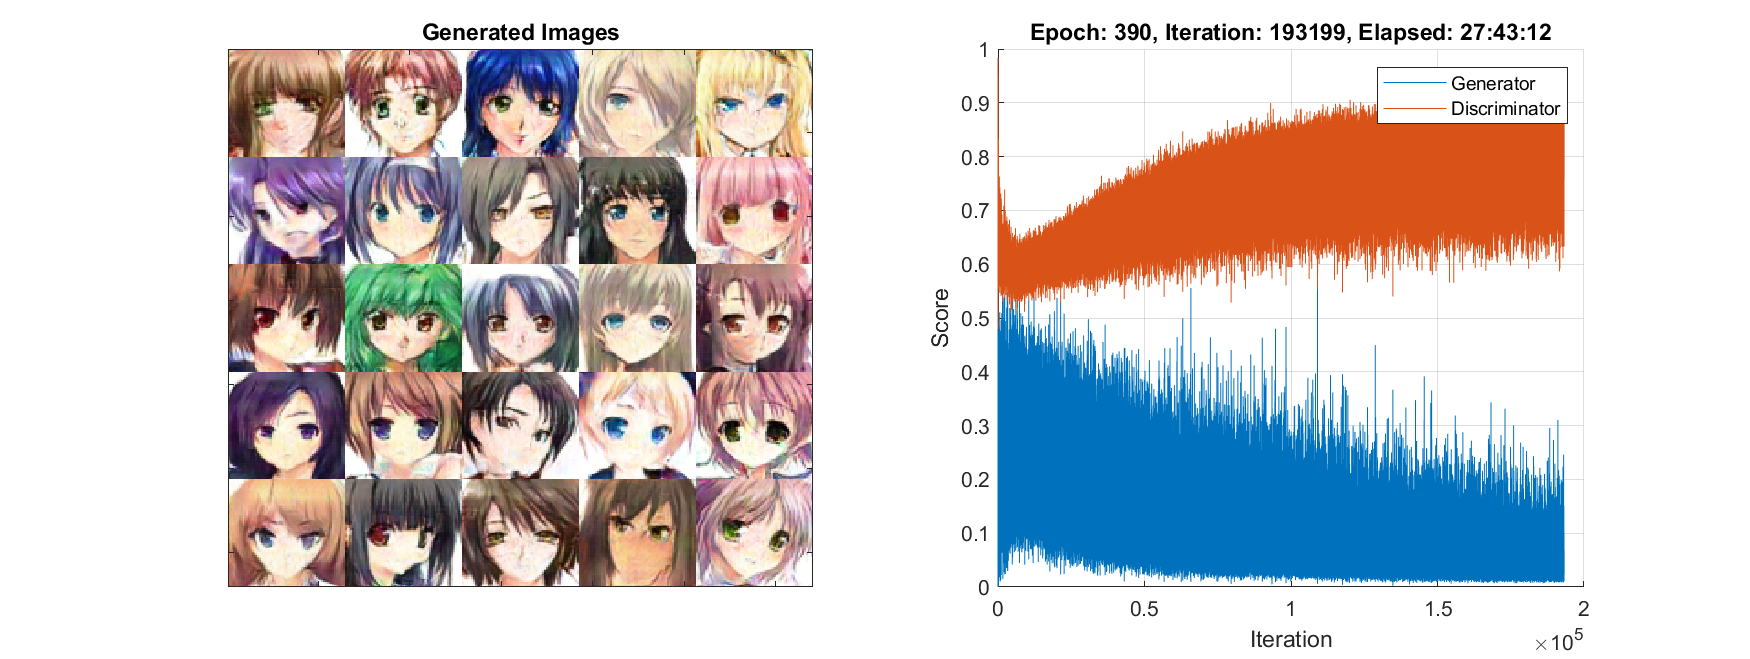 Generated Images
Epoch: 390, Iteration: 193199, Elapsed: 27:43:12
1
0.9
0.8
0.7
0.6
0.5
0.4
0.3
0.2
0.1
0
Score
Generator
Discriminator
0 0.5 1 1.5 2
Iteration
×10⁵